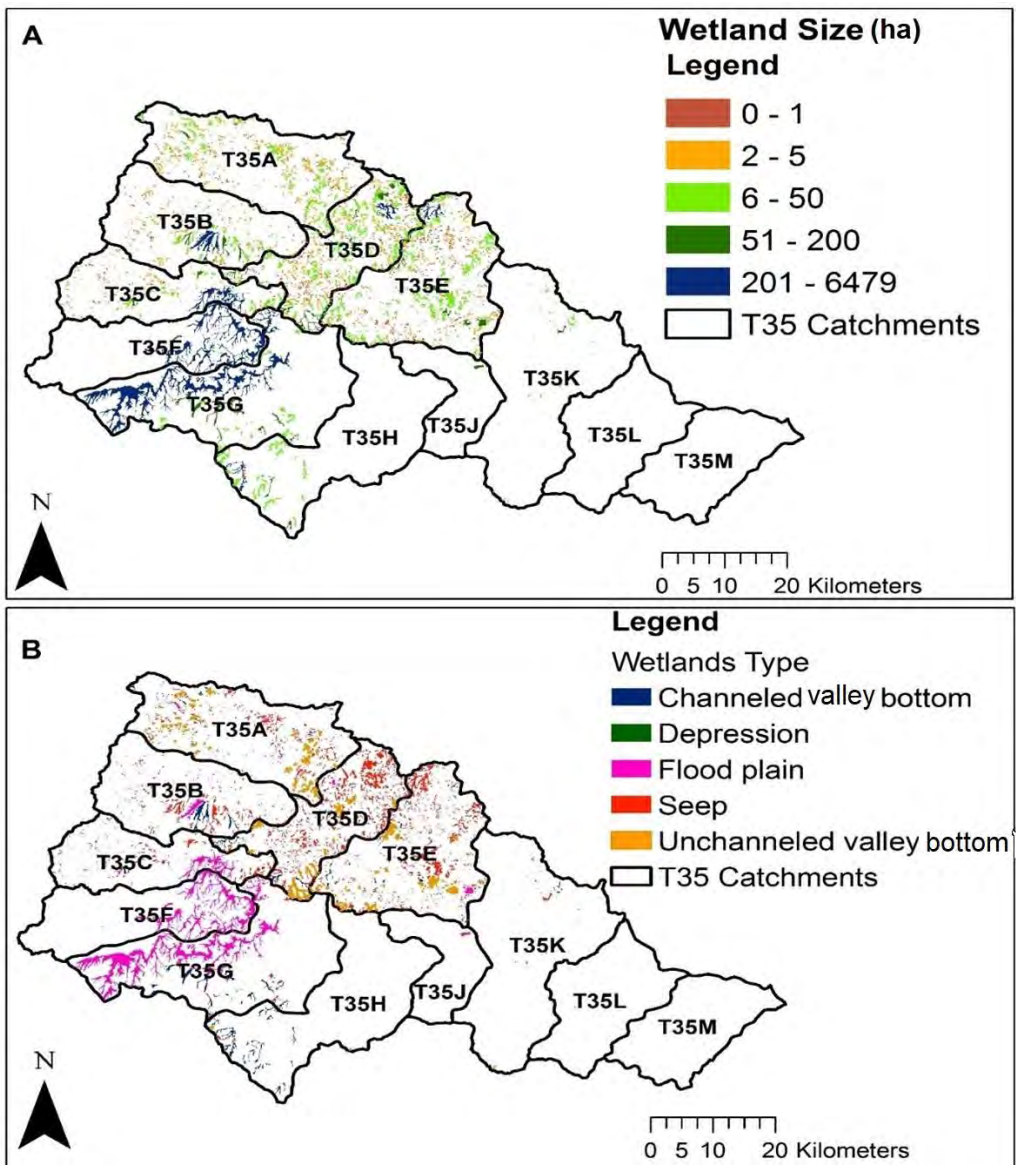 A
Wetland Size (ha)
Legend
0 - 1
2 - 5
6 - 50
51 - 200
201 - 6479
T35 Catchments
T35A
T35B
T35D
T35C
T35E
T35F
T35K
T35G
T35H
T35J
T35L
T35M
N
0 5 10 20 Kilometers
B
Legend
Wetlands Type
Channeled valley bottom
Depression
Flood plain
Seep
Unchanneled valley bottom
T35 Catchments
T35A
T35B
T35D
T35C
T35E
T35F
T35K
T35G
T35H
T35J
T35L
T35M
N
0 5 10 20 Kilometers